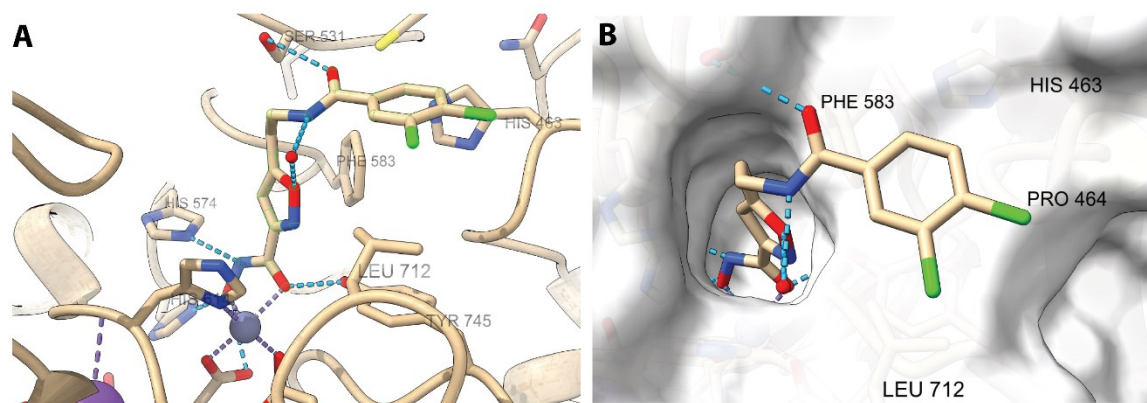 A
SER 531
HIS 463
PHE 583
HIS 574
HIS
LEU 712
TYR 745
B
PHE 583
HIS 463
PRO 464
LEU 712